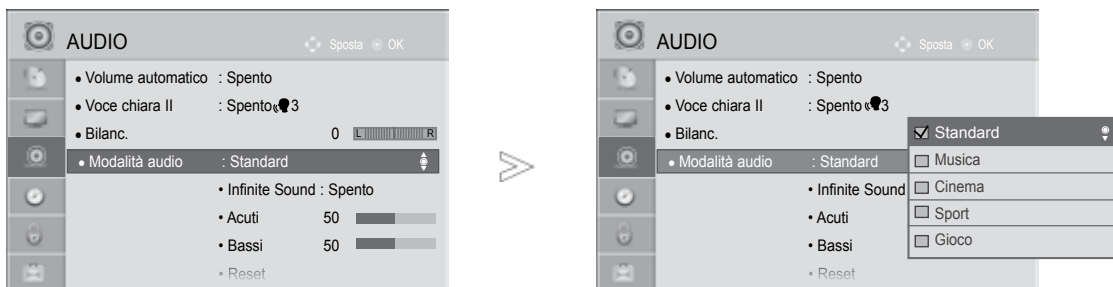 AUDIO
Sposta OK
• Volume automatico : Spento
• Voce chiara II : Spento 3
• Bilanc. 0 L R
• Modalità audio : Standard
• Infinite Sound : Spento
• Acuti 50
• Bassi 50
• Reset
AUDIO
Sposta OK
• Volume automatico : Spento
• Voce chiara II : Spento 3
• Bilanc.
• Modalità audio : Standard
• Infinite Sound
• Acuti
• Bassi
• Reset
Standard
Musica
Cinema
Sport
Gioco